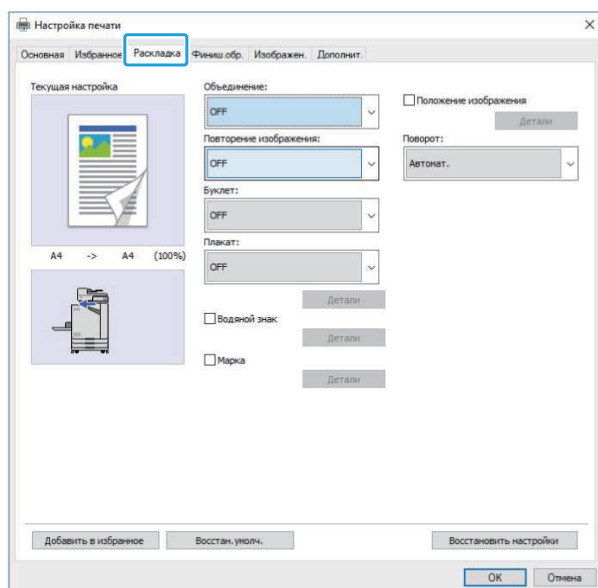 Настройка печати
Основная Избранное Раскладка Финиш.обр. Изображен. Дополнит.
Текущая настройка
A4 -> A4 (100%)
Объединение:
OFF
Повторение изображения:
OFF
Буклет:
OFF
Плакат:
OFF
Детали
Водяной знак
Детали
Марка
Детали
Положение изображения
Детали
Поворот:
Автомат.
Добавить в избранное Восстан.умолч. Восстановить настройки
OK Отмена